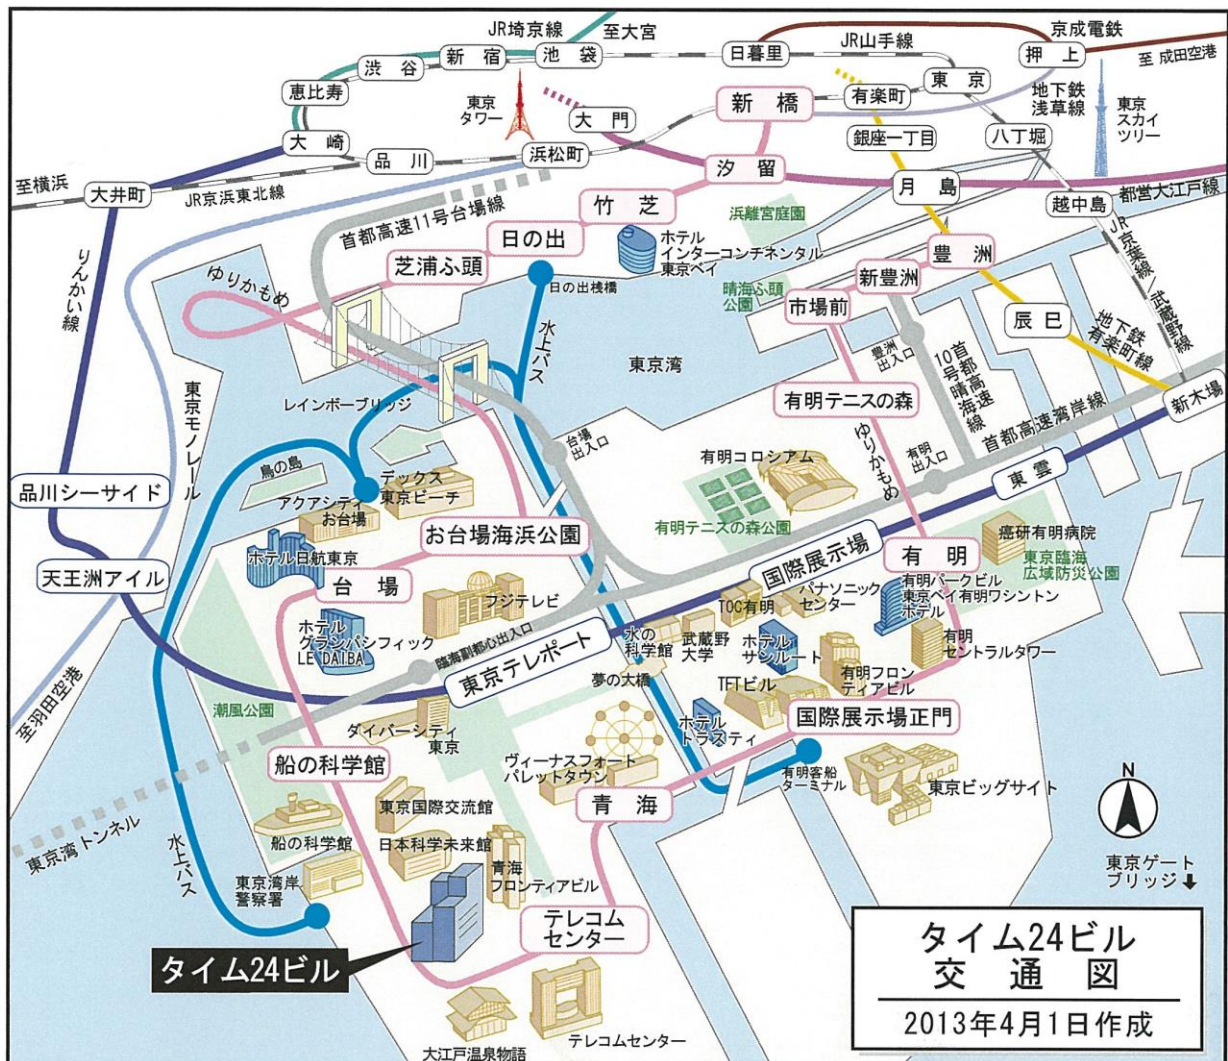 JR埼京線
至大宮
京成電鉄
渋谷
新宿
池袋
日暮里
JR山手線
押上
至 成田空港
恵比寿
東京
タワー
大門
新橋
有楽町
東京
地下鉄
浅草線
東京
スカイ
ツリー
大崎
品川
浜松町
銀座一丁目
八丁堀
至横浜
大井町
JR京浜東北線
汐留
月島
都営大江戸線
首都高速11号台場線
竹芝
浜離宮庭園
越中島
日の出
ホテル
インターコンチネンタル
東京ベイ
豊洲
JR京葉線・武蔵野線
りんかい線
ゆりかもめ
芝浦ふ頭
日の出桟橋
晴海ふ頭
公園
新豊洲
市場前
辰巳
地下鉄
有楽町線
水上バス
東京湾
豊洲
出入口
首都高速
10号晴海線
東京モノレール
レインボーブリッジ
有明テニスの森
首都高速湾岸線
新木場
台場
出入口
ゆりかもめ
有明
出入口
品川シーサイド
鳥の島
デックス
東京ビーチ
アクアシティ
お台場
有明コロシアム
東雲
お台場海浜公園
有明テニスの森公園
ホテル日航東京
国際展示場
有明
癌研有明病院
東京臨海
広域防災公園
天王洲アイル
台場
フジテレビ
TOC有明
パナソニック
センター
有明パークビル
東京ベイ有明ワシントン
ホテル
ホテル
グランパシフィック
LE DAIBA
臨海副都心出入口
水の
科学館
武蔵野
大学
ホテル
サンルート
有明
セントラルタワー
東京テレポート
夢の大橋
有明フロン
ティアビル
TFTビル
至羽田空港
潮風公園
ダイバーシティ
東京
ホテル
トラスティ
国際展示場正門
船の科学館
ヴィーナスフォート
パレットタウン
有明客船
ターミナル
東京ビッグサイト
N
青海
東京国際交流館
東京湾トンネル
水上バス
船の科学館
日本科学未来館
東京湾岸
警察署
青海
フロンティアビル
東京ゲート
ブリッジ⬇
テレコム
センター
タイム24ビル
大江戸温泉物語
テレコムセンター
タイム24ビル
交通図
2013年4月1日作成